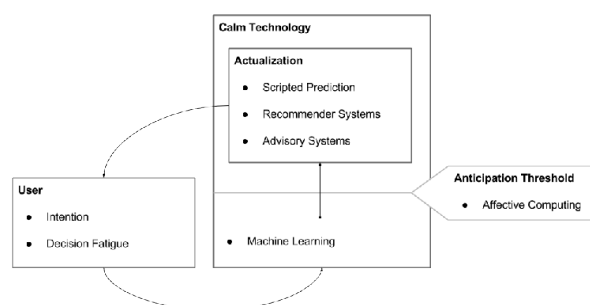 Calm Technology
Actualization
● Scripted Prediction
● Recommender Systems
● Advisory Systems
User
● Intention
● Decision Fatigue
Anticipation Threshold
● Affective Computing
● Machine Learning